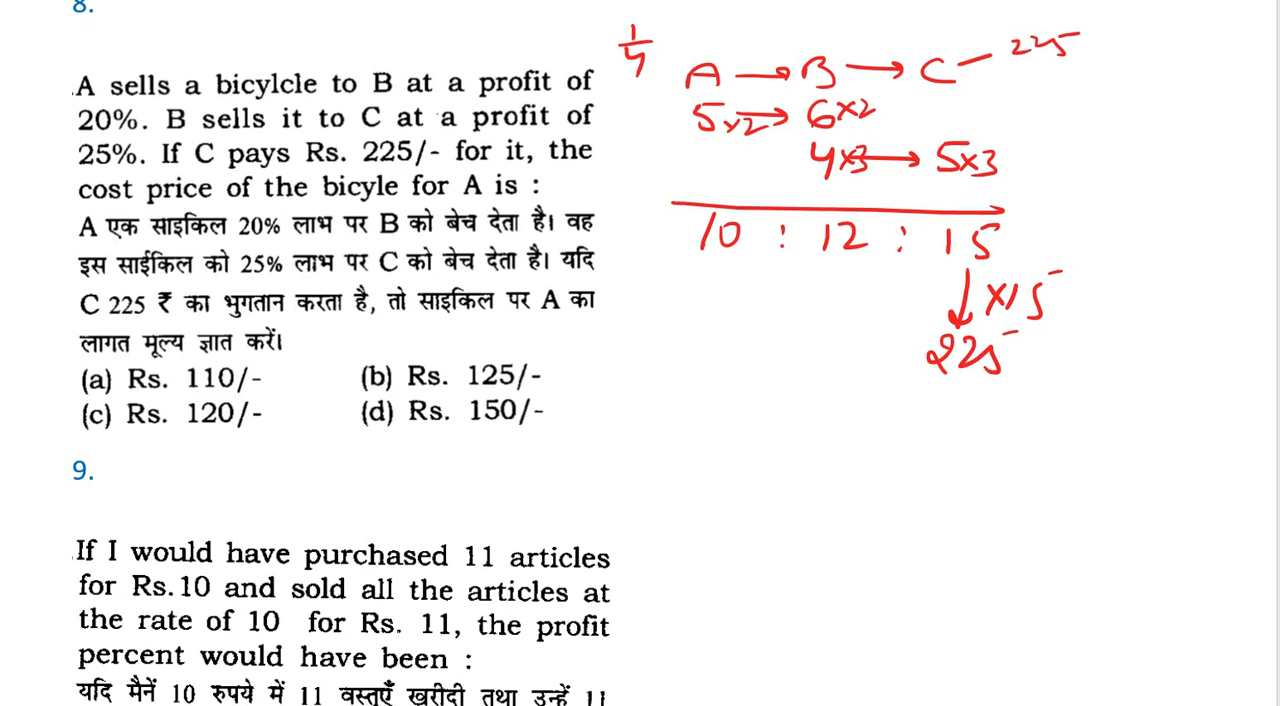 8.
A sells a bicylcle to B at a profit of
20%. B sells it to C at a profit of
25%. If C pays Rs. 225/- for it, the
cost price of the bicyle for A is :
A एक साइकिल 20% लाभ पर B को बेच देता है। वह
इस साईकिल को 25% लाभ पर C को बेच देता है। यदि
C 225 ₹ का भुगतान करता है, तो साइकिल पर A का
लागत मूल्य ज्ञात करें।
(a) Rs. 110/- (b) Rs. 125/-
(c) Rs. 120/- (d) Rs. 150/-
1/4
A → B → C – 225
5×2 → 6×2
4×3 → 5×3
10 : 12 : 15
↓ ×15
225
9.
If I would have purchased 11 articles
for Rs.10 and sold all the articles at
the rate of 10 for Rs. 11, the profit
percent would have been :
यदि मैनें 10 रुपये में 11 वस्तुएँ खरीदी तथा उन्हें 11